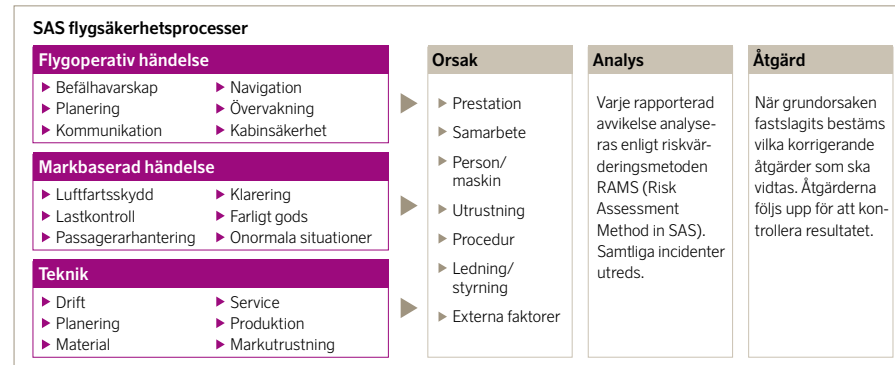 SAS flygsäkerhetsprocesser
Flygoperativ händelse
Befälhavarskap
Planering
Kommunikation
Navigation
Övervakning
Kabinsäkerhet
Markbaserad händelse
Luftfartsskydd
Lastkontroll
Passagerarhantering
Klarering
Farligt gods
Onormala situationer
Teknik
Drift
Planering
Material
Service
Produktion
Markutrustning
Orsak
Prestation
Samarbete
Person/
maskin
Utrustning
Procedur
Ledning/
styrning
Externa faktorer
Analys
Varje rapporterad
avvikelse analyse-
ras enligt riskvär-
deringsmetoden
RAMS (Risk
Assessment
Method in SAS).
Samtliga incidenter
utreds.
Åtgärd
När grundorsaken
fastslagits bestäms
vilka korrigerande
åtgärder som ska
vidtas. Åtgärderna
följs upp för att kon-
trollera resultatet.